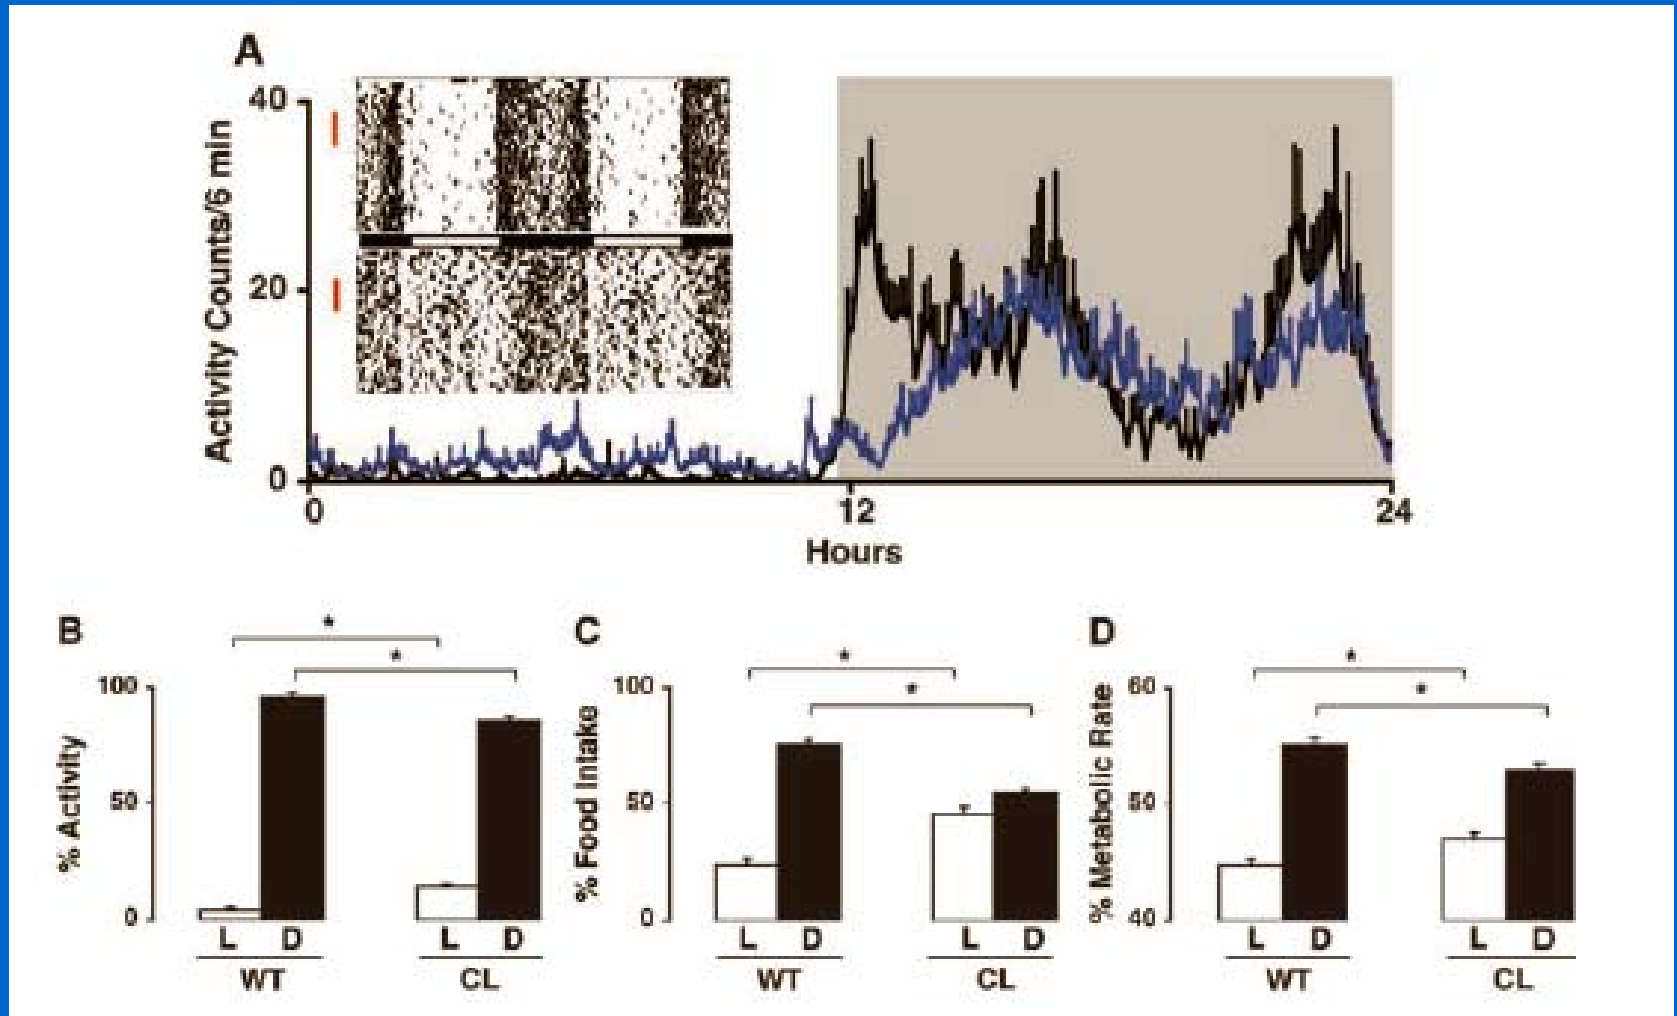 A
Activity Counts/6 min
40
20
0
0 12 24
Hours
B
% Activity
100
50
0
* 
*
L D L D
WT CL
C
% Food Intake
100
50
0
*
*
L D L D
WT CL
D
% Metabolic Rate
60
50
40
*
*
L D L D
WT CL